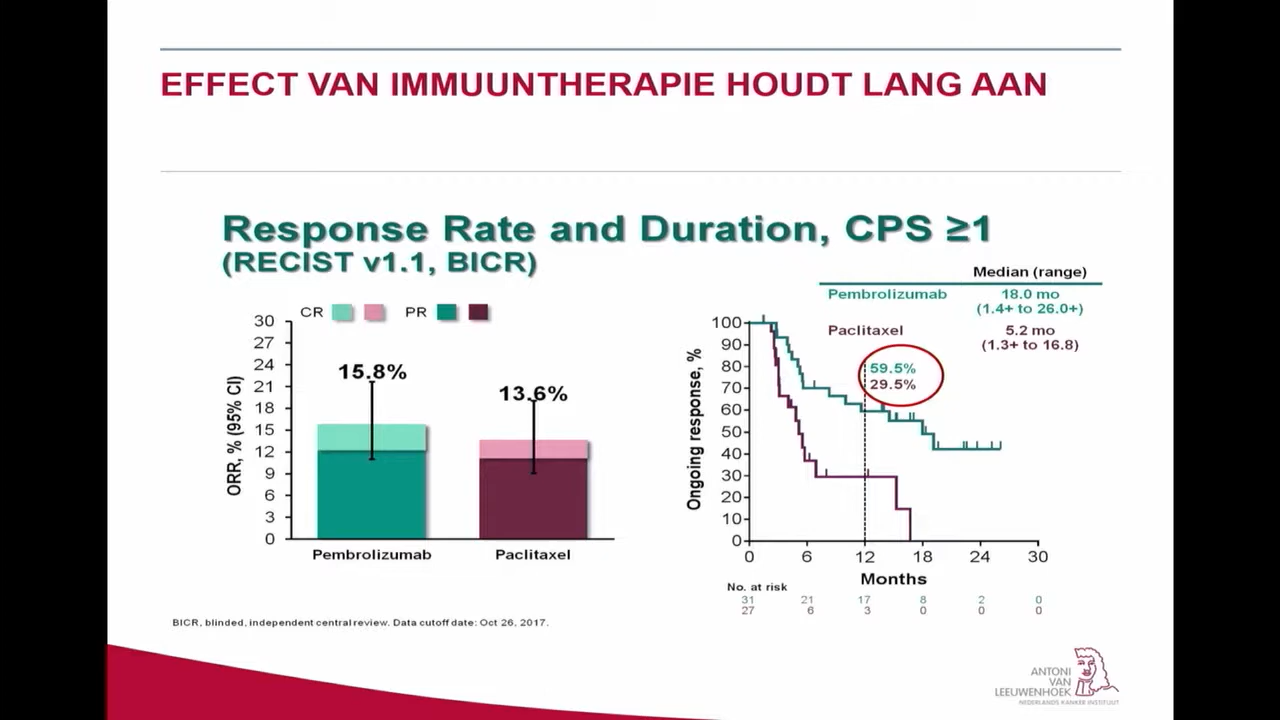 EFFECT VAN IMMUUNTHERAPIE HOUDT LANG AAN
Response Rate and Duration, CPS ≥1
(RECIST v1.1, BICR)
CR PR
30
27
24
21
18
15
12
9
6
3
0
ORR, % (95% CI)
15.8%
13.6%
Pembrolizumab Paclitaxel
Median (range)
Pembrolizumab 18.0 mo
(1.4+ to 26.0+)
Paclitaxel 5.2 mo
(1.3+ to 16.8)
100
90
80
70
60
50
40
30
20
10
0
Ongoing response, %
59.5%
29.5%
0 6 12 18 24 30
Months
No. at risk
31 21 17 8 2 0
27 6 3 0 0 0
BICR, blinded, independent central review. Data cutoff date: Oct 26, 2017.
ANTONI
VAN
LEEUWENHOEK
NEDERLANDS KANKER INSTITUUT